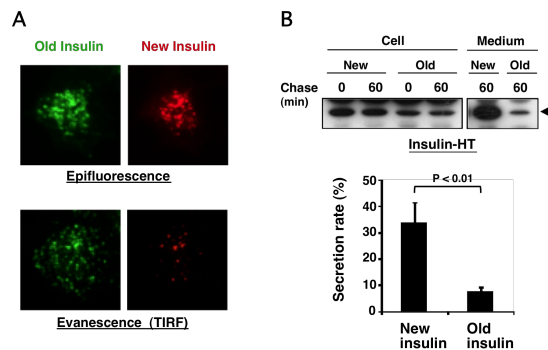 A
Old Insulin New Insulin
Epifluorescence
Evanescence (TIRF)
B
Cell Medium
New Old New Old
Chase 0 60 0 60 60 60
(min)
Insulin-HT
P < 0.01
Secretion rate (%)
50
40
30
20
10
0
New Old
insulin insulin